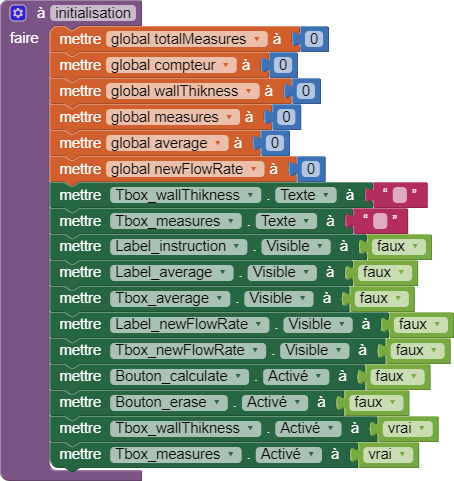 à initialisation
faire mettre global totalMeasures à 0
mettre global compteur à 0
mettre global wallThikness à 0
mettre global measures à 0
mettre global average à 0
mettre global newFlowRate à 0
mettre Tbox_wallThikness . Texte à “ ”
mettre Tbox_measures . Texte à “ ”
mettre Label_instruction . Visible à faux
mettre Label_average . Visible à faux
mettre Tbox_average . Visible à faux
mettre Label_newFlowRate . Visible à faux
mettre Tbox_newFlowRate . Visible à faux
mettre Bouton_calculate . Activé à faux
mettre Bouton_erase . Activé à faux
mettre Tbox_wallThikness . Activé à vrai
mettre Tbox_measures . Activé à vrai